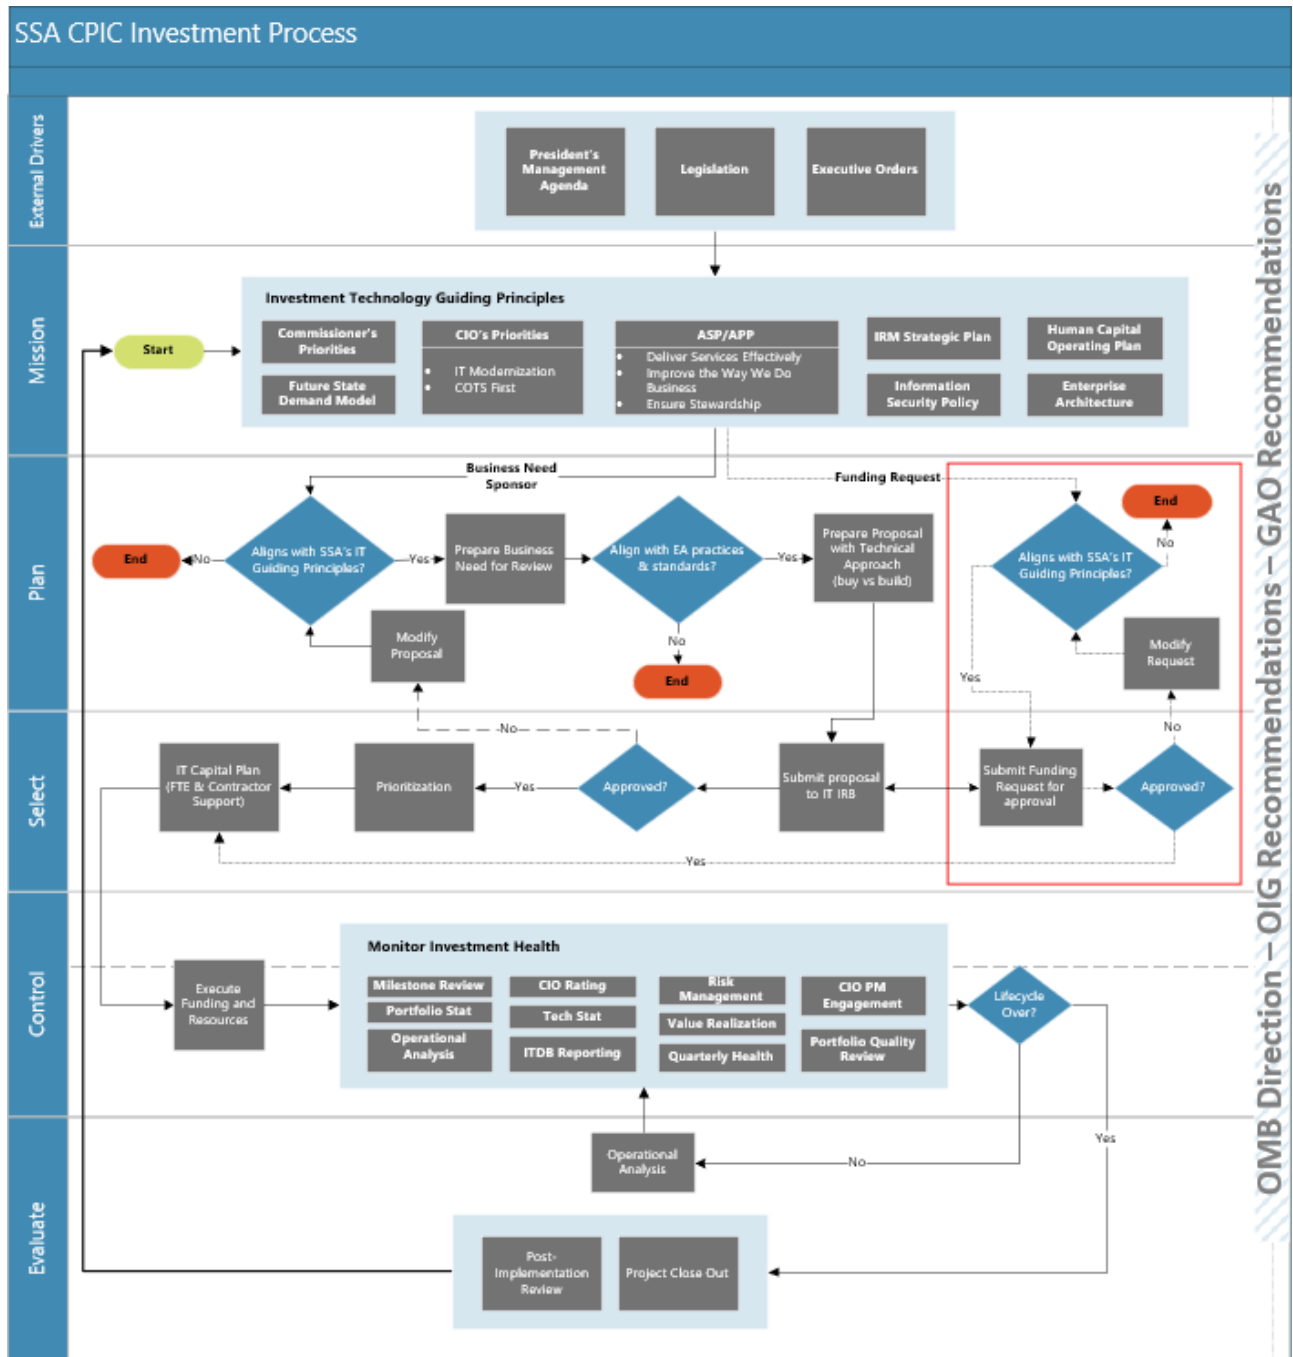 SSA CPIC Investment Process
External Drivers
President's
Management
Agenda
Legislation
Executive Orders
Mission
Start
Investment Technology Guiding Principles
Commissioner's
Priorities
Future State
Demand Model
CIO's Priorities
• IT Modernization
• COTS First
ASP/APP
• Deliver Services Effectively
• Improve the Way We Do
Business
• Ensure Stewardship
IRM Strategic Plan
Information
Security Policy
Human Capital
Operating Plan
Enterprise
Architecture
Plan
Business Need
Sponsor
Funding Request
End
No
Aligns with SSA's IT
Guiding Principles?
Yes
Prepare Business
Need for Review
Align with EA practices
& standards?
Yes
Prepare Proposal
with Technical
Approach
(buy vs build)
No
End
Modify
Proposal
End
No
Aligns with SSA's IT
Guiding Principles?
Modify
Request
Yes
No
Select
No
IT Capital Plan
(FTE & Contractor
Support)
Prioritization
Yes
Approved?
Submit proposal
to IT IRB
Submit Funding
Request for
approval
Approved?
Yes
Control
Execute
Funding and
Resources
Monitor Investment Health
Milestone Review
Portfolio Stat
Operational
Analysis
CIO Rating
Tech Stat
ITDB Reporting
Risk
Management
Value Realization
Quarterly Health
CIO PM
Engagement
Portfolio Quality
Review
Lifecycle
Over?
Yes
Evaluate
Operational
Analysis
No
Post-
Implementation
Review
Project Close Out
OMB Direction – OIG Recommendations – GAO Recommendations